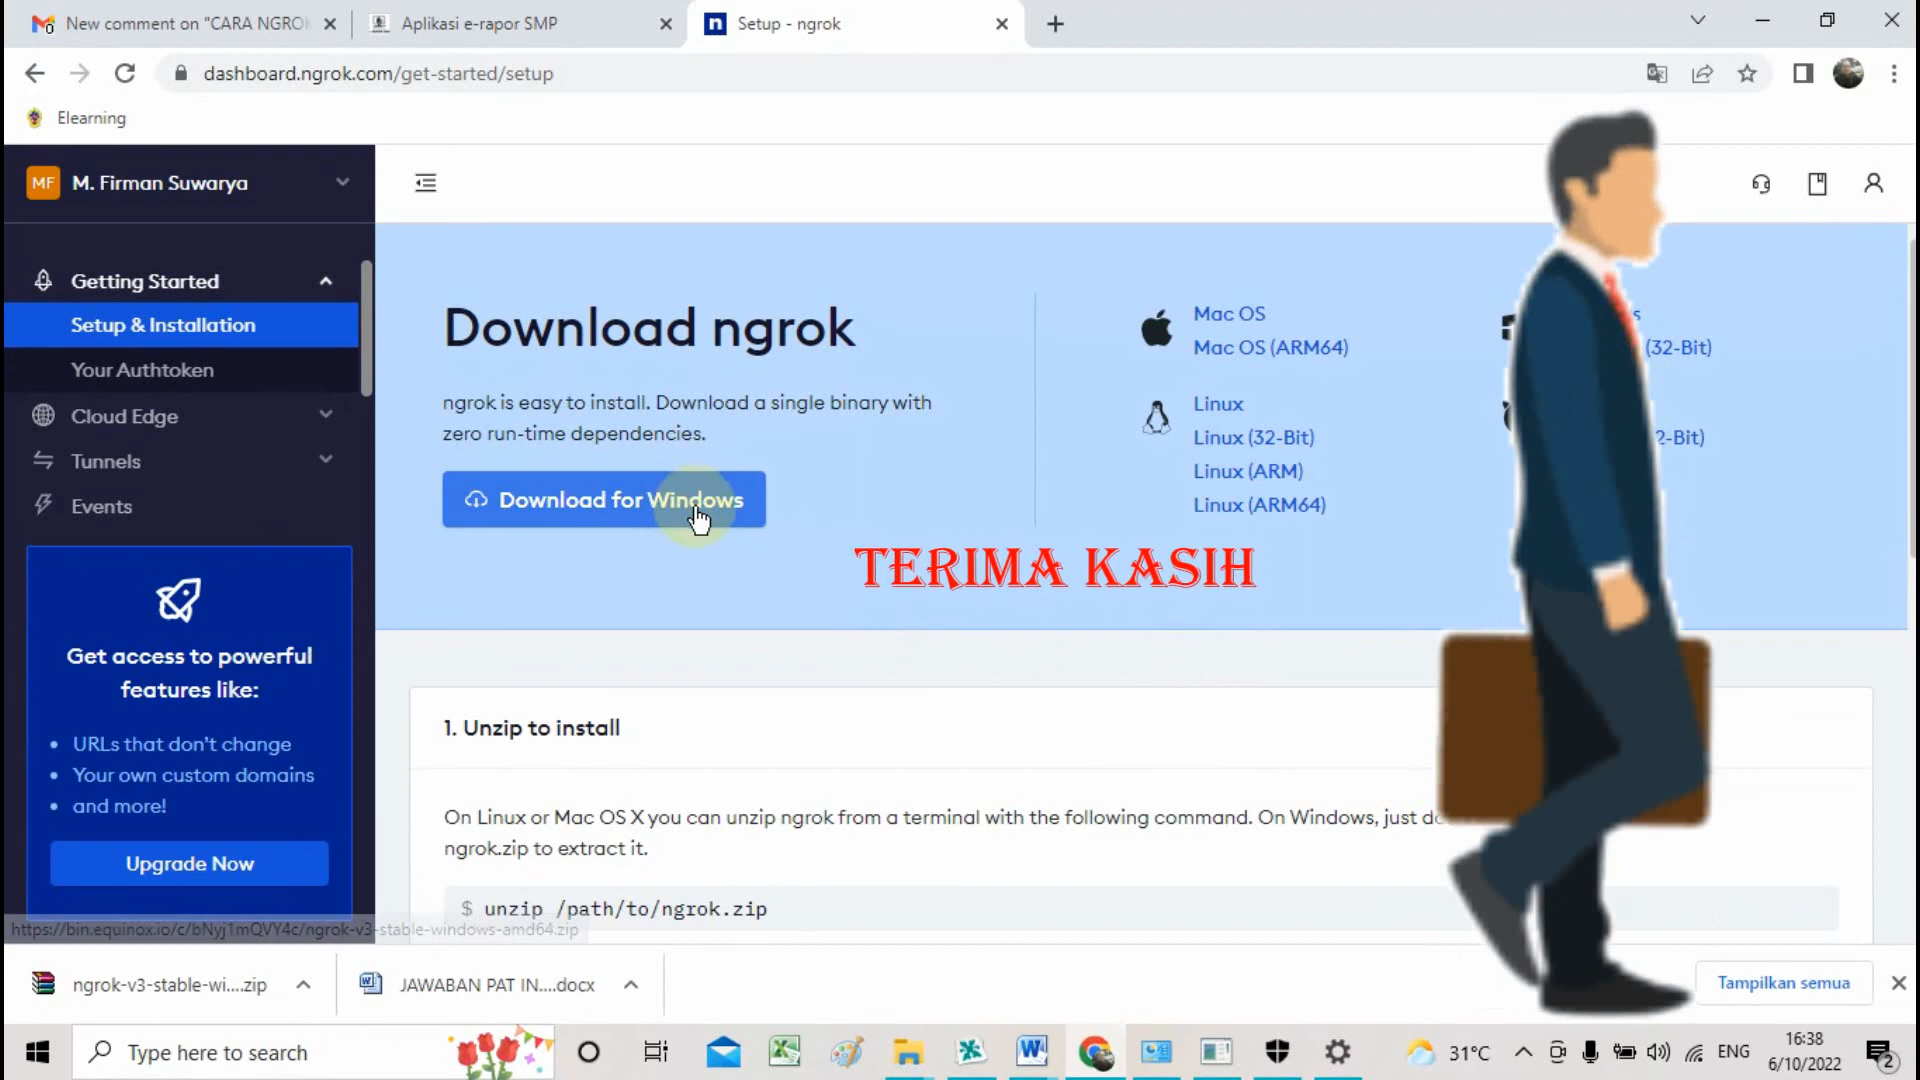 New comment on "CARA NGROK
Aplikasi e-rapor SMP
Setup - ngrok
dashboard.ngrok.com/get-started/setup
Elearning
MF M. Firman Suwarya
Getting Started
Setup & Installation
Your Authtoken
Cloud Edge
Tunnels
Events
Get access to powerful
features like:
• URLs that don't change
• Your own custom domains
• and more!
Upgrade Now
https://bin.equinox.io/c/bNyj1mQVY4c/ngrok-v3-stable-windows-amd64.zip
Download ngrok
ngrok is easy to install. Download a single binary with
zero run-time dependencies.
Download for Windows
Mac OS
Mac OS (ARM64)
Linux
Linux (32-Bit)
Linux (ARM)
Linux (ARM64)
(32-Bit)
TERIMA KASIH
1. Unzip to install
On Linux or Mac OS X you can unzip ngrok from a terminal with the following command. On Windows, just
ngrok.zip to extract it.
$ unzip /path/to/ngrok.zip
ngrok-v3-stable-wi....zip
JAWABAN PAT IN....docx
Tampilkan semua
Type here to search
31°C
ENG
16:38
6/10/2022
2